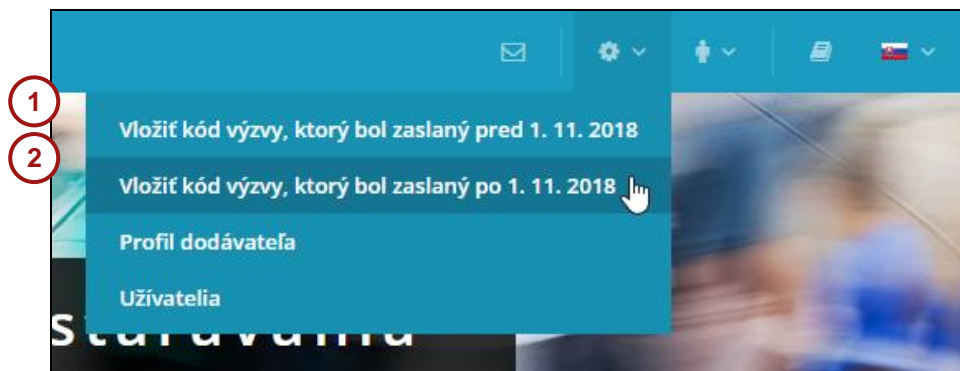 1
Vložiť kód výzvy, ktorý bol zaslaný pred 1. 11. 2018
2
Vložiť kód výzvy, ktorý bol zaslaný po 1. 11. 2018
Profil dodávateľa
Užívatelia